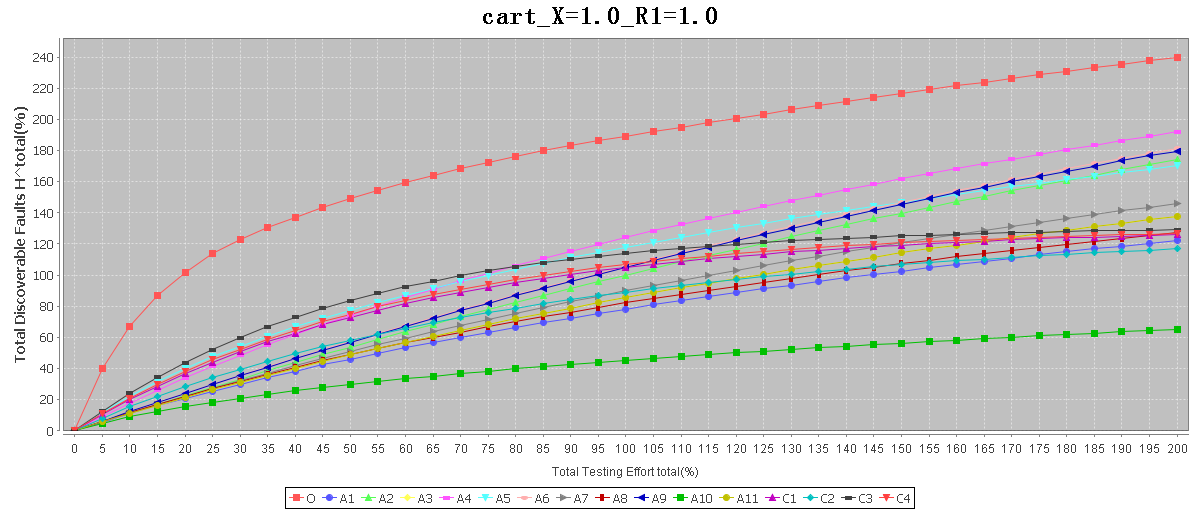 cart_X=1.0_R1=1.0
Total Discoverable Faults H^total(%)
240
220
200
180
160
140
120
100
80
60
40
20
0
0 5 10 15 20 25 30 35 40 45 50 55 60 65 70 75 80 85 90 95 100 105 110 115 120 125 130 135 140 145 150 155 160 165 170 175 180 185 190 195 200
Total Testing Effort total(%)
O A1 A2 A3 A4 A5 A6 A7 A8 A9 A10 A11 C1 C2 C3 C4